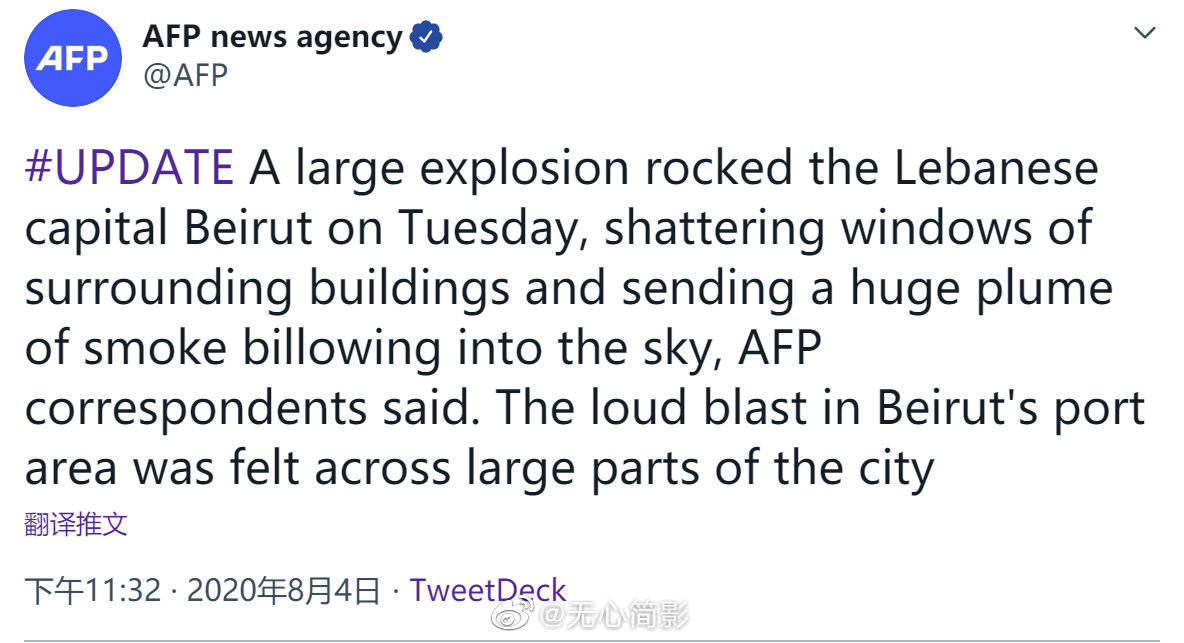 AFP
AFP news agency
@AFP
#UPDATE A large explosion rocked the Lebanese
capital Beirut on Tuesday, shattering windows of
surrounding buildings and sending a huge plume
of smoke billowing into the sky, AFP
correspondents said. The loud blast in Beirut's port
area was felt across large parts of the city
翻译推文
下午11:32 · 2020年8月4日 · TweetDeck
@无心简影